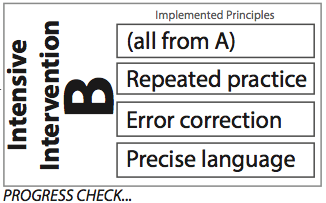 Implemented Principles
Intensive
Intervention
B
(all from A)
Repeated practice
Error correction
Precise language
PROGRESS CHECK...